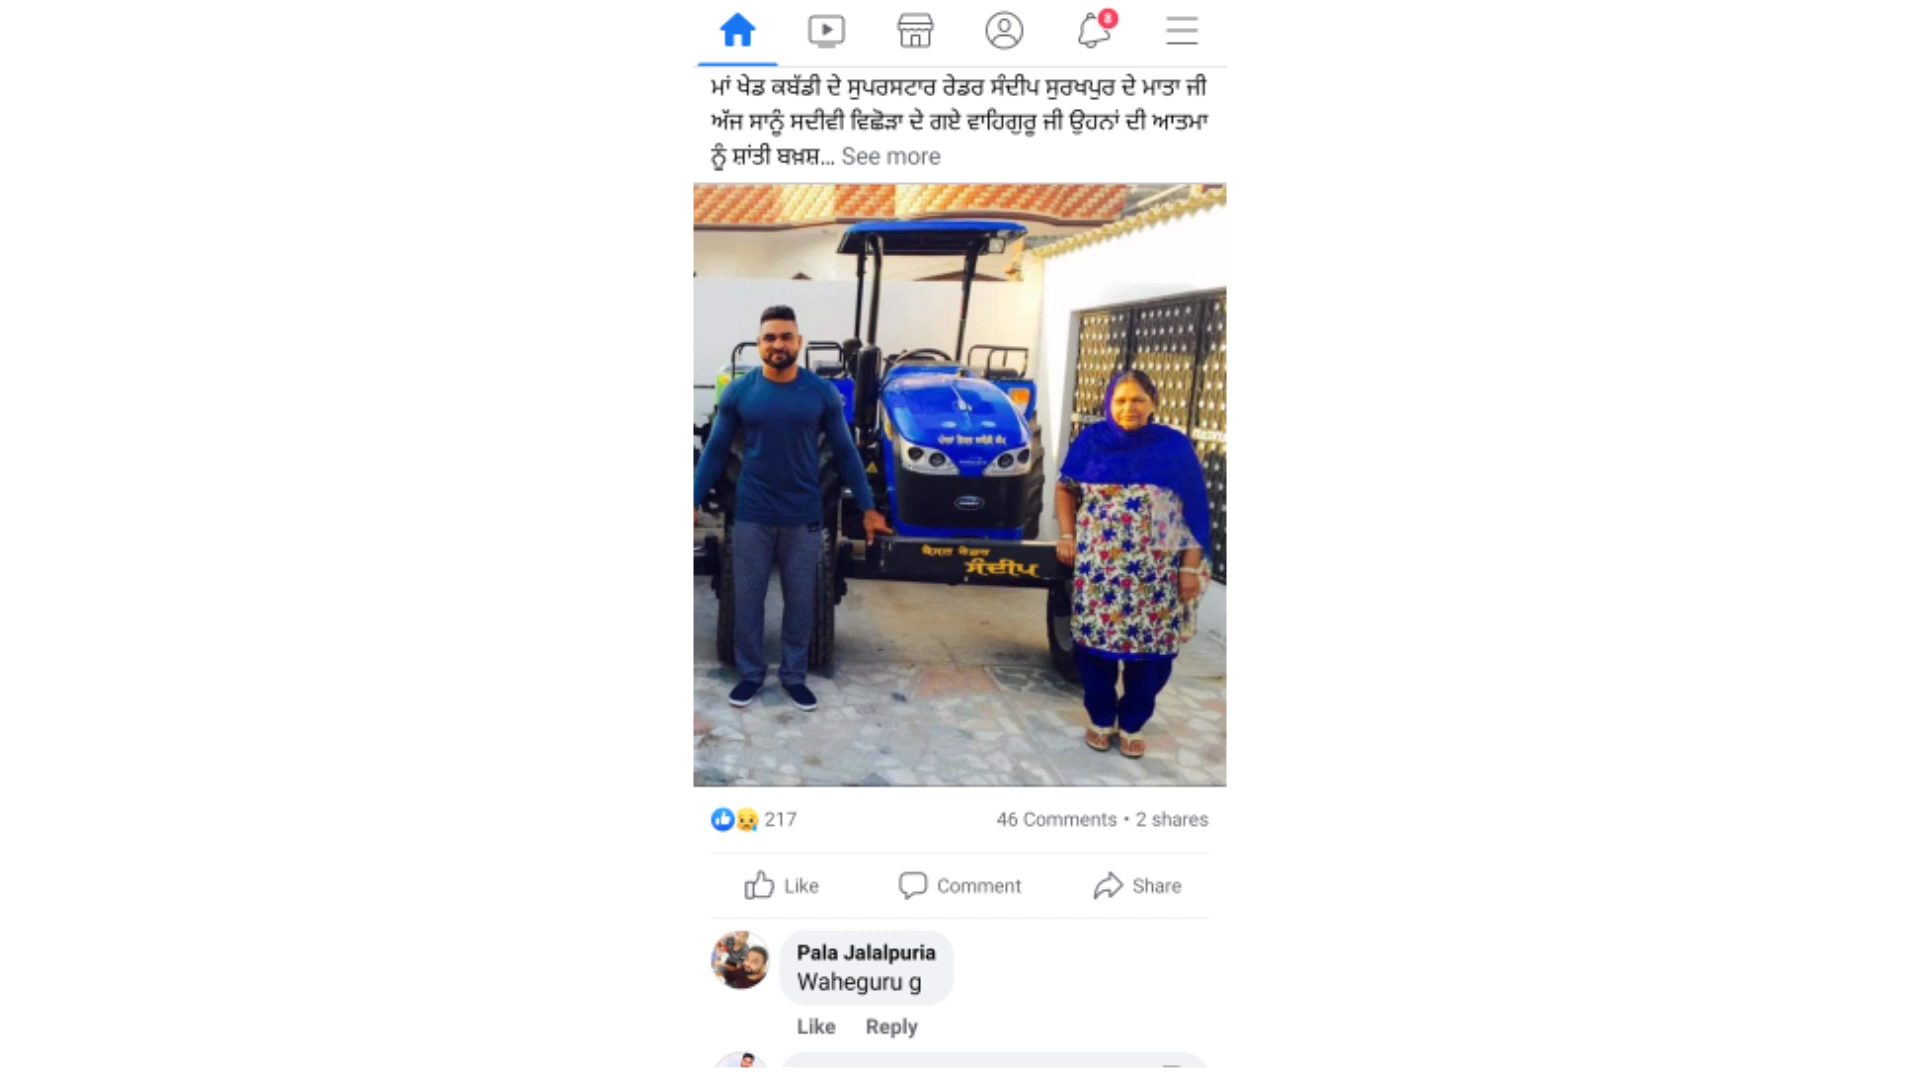 8
ਮਾਂ ਖੇਡ ਕਬੱਡੀ ਦੇ ਸੁਪਰਸਟਾਰ ਰੇਡਰ ਸੰਦੀਪ ਸੁਰਖਪੁਰ ਦੇ ਮਾਤਾ ਜੀ
ਅੱਜ ਸਾਨੂੰ ਸਦੀਵੀ ਵਿਛੋੜਾ ਦੇ ਗਏ ਵਾਹਿਗੁਰੂ ਜੀ ਉਹਨਾਂ ਦੀ ਆਤਮਾ
ਨੂੰ ਸ਼ਾਂਤੀ ਬਖ਼ਸ਼... See more
ਸੰਦੀਪ
217 46 Comments • 2 shares
Like Comment Share
Pala Jalalpuria
Waheguru g
Like Reply